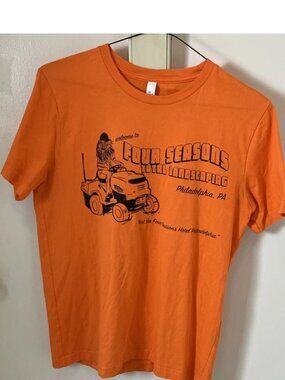 welcome to
FOUR SEASONS
TOTAL LANDSCAPING
Philadelphia, PA
"Not the Four Seasons Hotel Philadelphia."